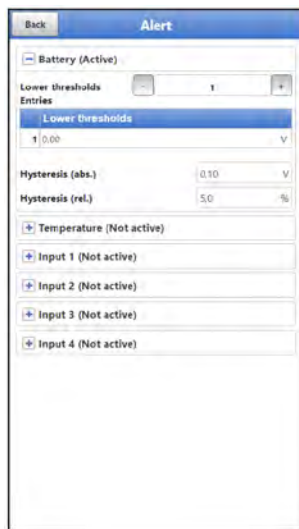 Back Alert
Battery (Active)
Lower thresholds - 1 +
Entries
Lower thresholds
1 0.00 V
Hysteresis (abs.) 0.10 V
Hysteresis (rel.) 5.0 %
+ Temperature (Not active)
+ Input 1 (Not active)
+ Input 2 (Not active)
+ Input 3 (Not active)
+ Input 4 (Not active)